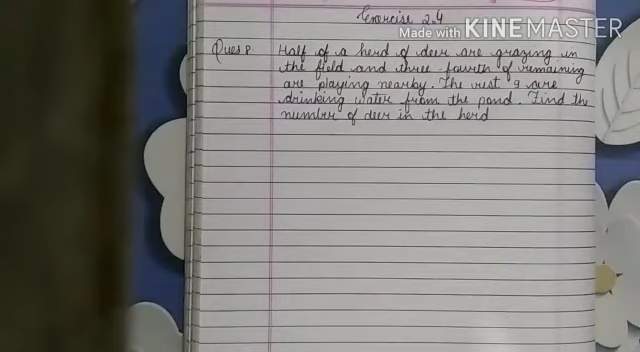 Exercise 2.4
Made with KINEMASTER
Ques 8 Half of a herd of deer are grazing in
the field and three fourth of remaining
are playing nearby. The rest 9 are
drinking water from the pond. Find the
number of deer in the herd